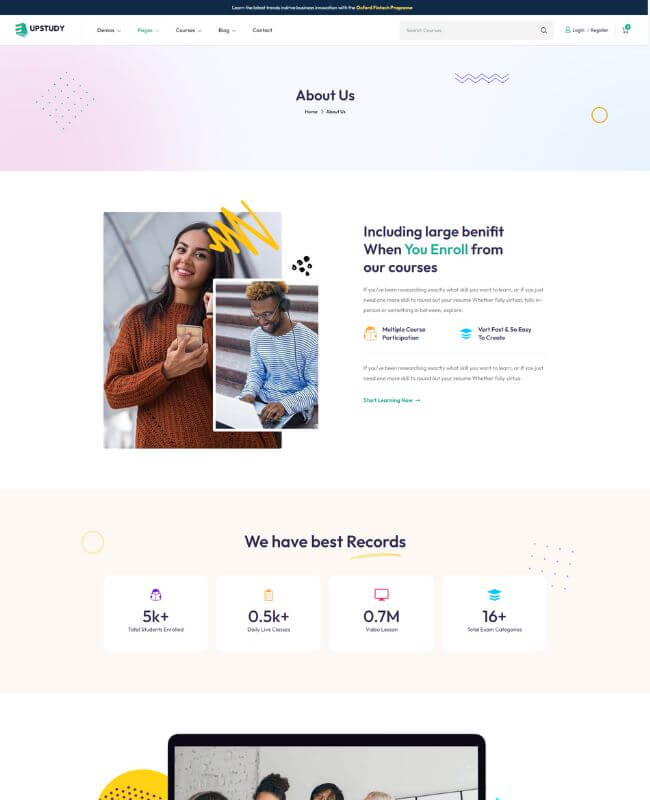 Learn the latest trends indrive business innovation with the Oxford Fintech Programe
UPSTUDY
Demos
Pages
Courses
Blog
Contact
Search Courses
Login / Register
0
About Us
Home > About Us
Including large benifit
When You Enroll from
our courses
If you've been researching exactly what skill you want to learn, or if you just
need one more skill to round out your resume Whether fully virtual, fully in-
person or something in between, explore.
Multiple Course
Participation
Vart Fast & So Easy
To Create
If you've been researching exactly what skill you want to learn, or if you just
need one more skill to round out your resume Whether fully virtua.
Start Learning Now →
We have best Records
5k+
Total Students Enrolled
0.5k+
Daily Live Classes
0.7M
Video Lesson
16+
Total Exam Categories